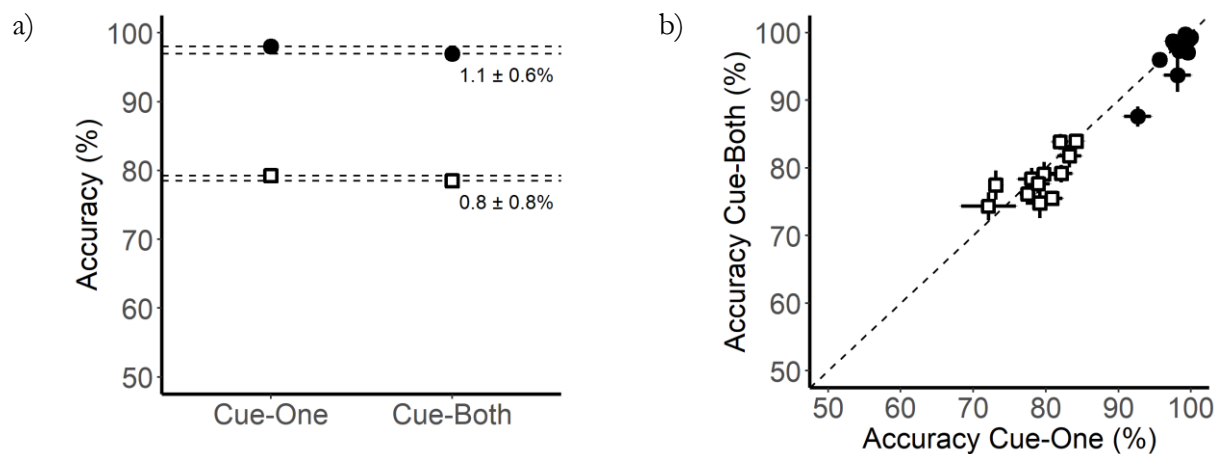 a)
Accuracy (%)
100
90
80
70
60
50
1.1 ± 0.6%
0.8 ± 0.8%
Cue-One
Cue-Both
b)
Accuracy Cue-Both (%)
100
90
80
70
60
50
50
60
70
80
90
100
Accuracy Cue-One (%)